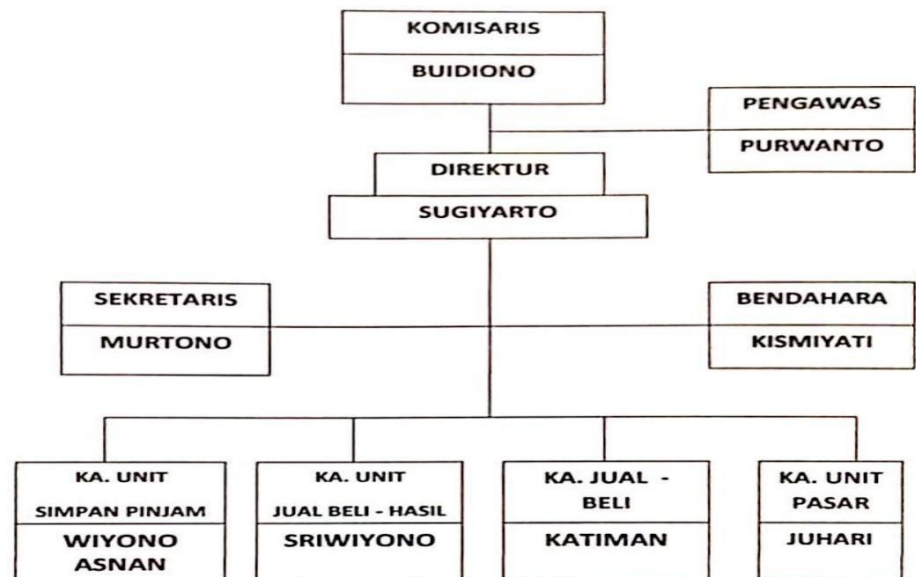 KOMISARIS
BUIDIONO
PENGAWAS
PURWANTO
DIREKTUR
SUGIYARTO
SEKRETARIS
MURTONO
BENDAHARA
KISMIYATI
KA. UNIT
SIMPAN PINJAM
WIYONO
ASNAN
KA. UNIT
JUAL BELI - HASIL
SRIWIYONO
KA. JUAL -
BELI
KATIMAN
KA. UNIT
PASAR
JUHARI